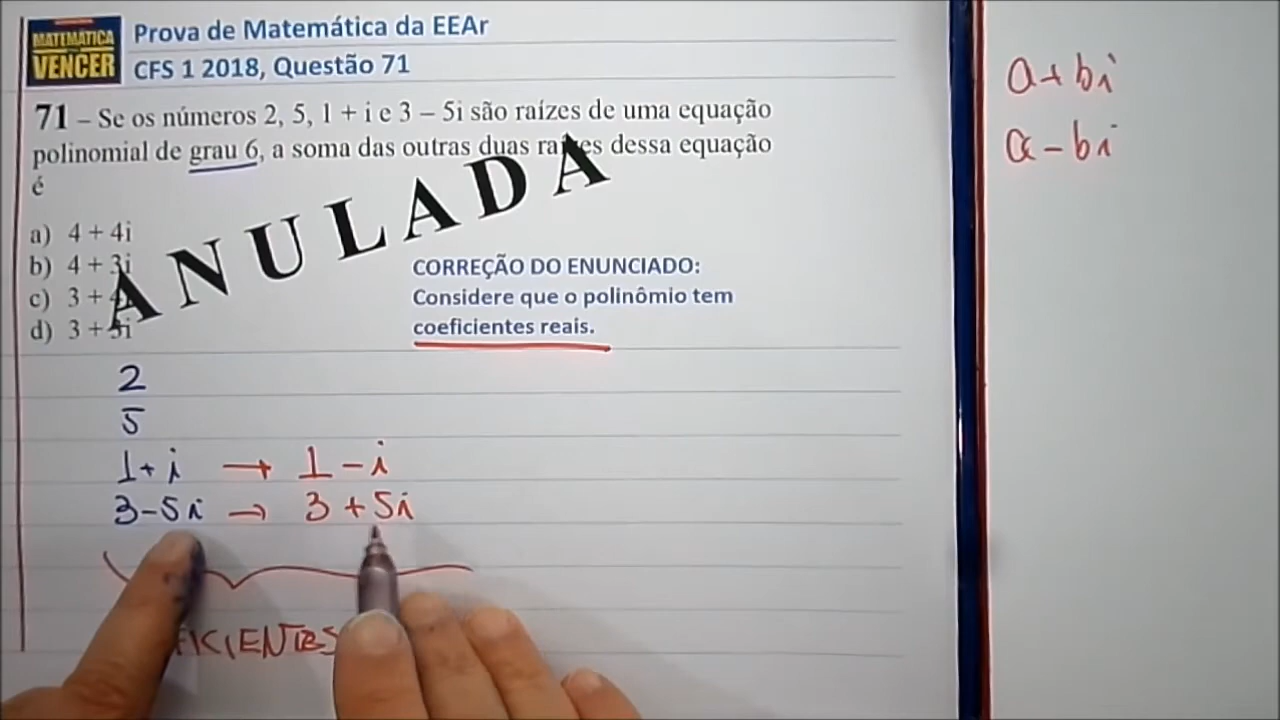 MATEMÁTICA
VENCER
Prova de Matemática da EEAr
CFS 1 2018, Questão 71
71 – Se os números 2, 5, 1 + i e 3 – 5i são raízes de uma equação
polinomial de grau 6, a soma das outras duas raízes dessa equação
é
a) 4 + 4i
b) 4 + 3i
c) 3 +
d) 3 + 3i
ANULADA
CORREÇÃO DO ENUNCIADO:
Considere que o polinômio tem
coeficientes reais.
2
5
1 + i → 1 - i
3 - 5i → 3 + 5i
FICIENTES
a + bi
a - bi